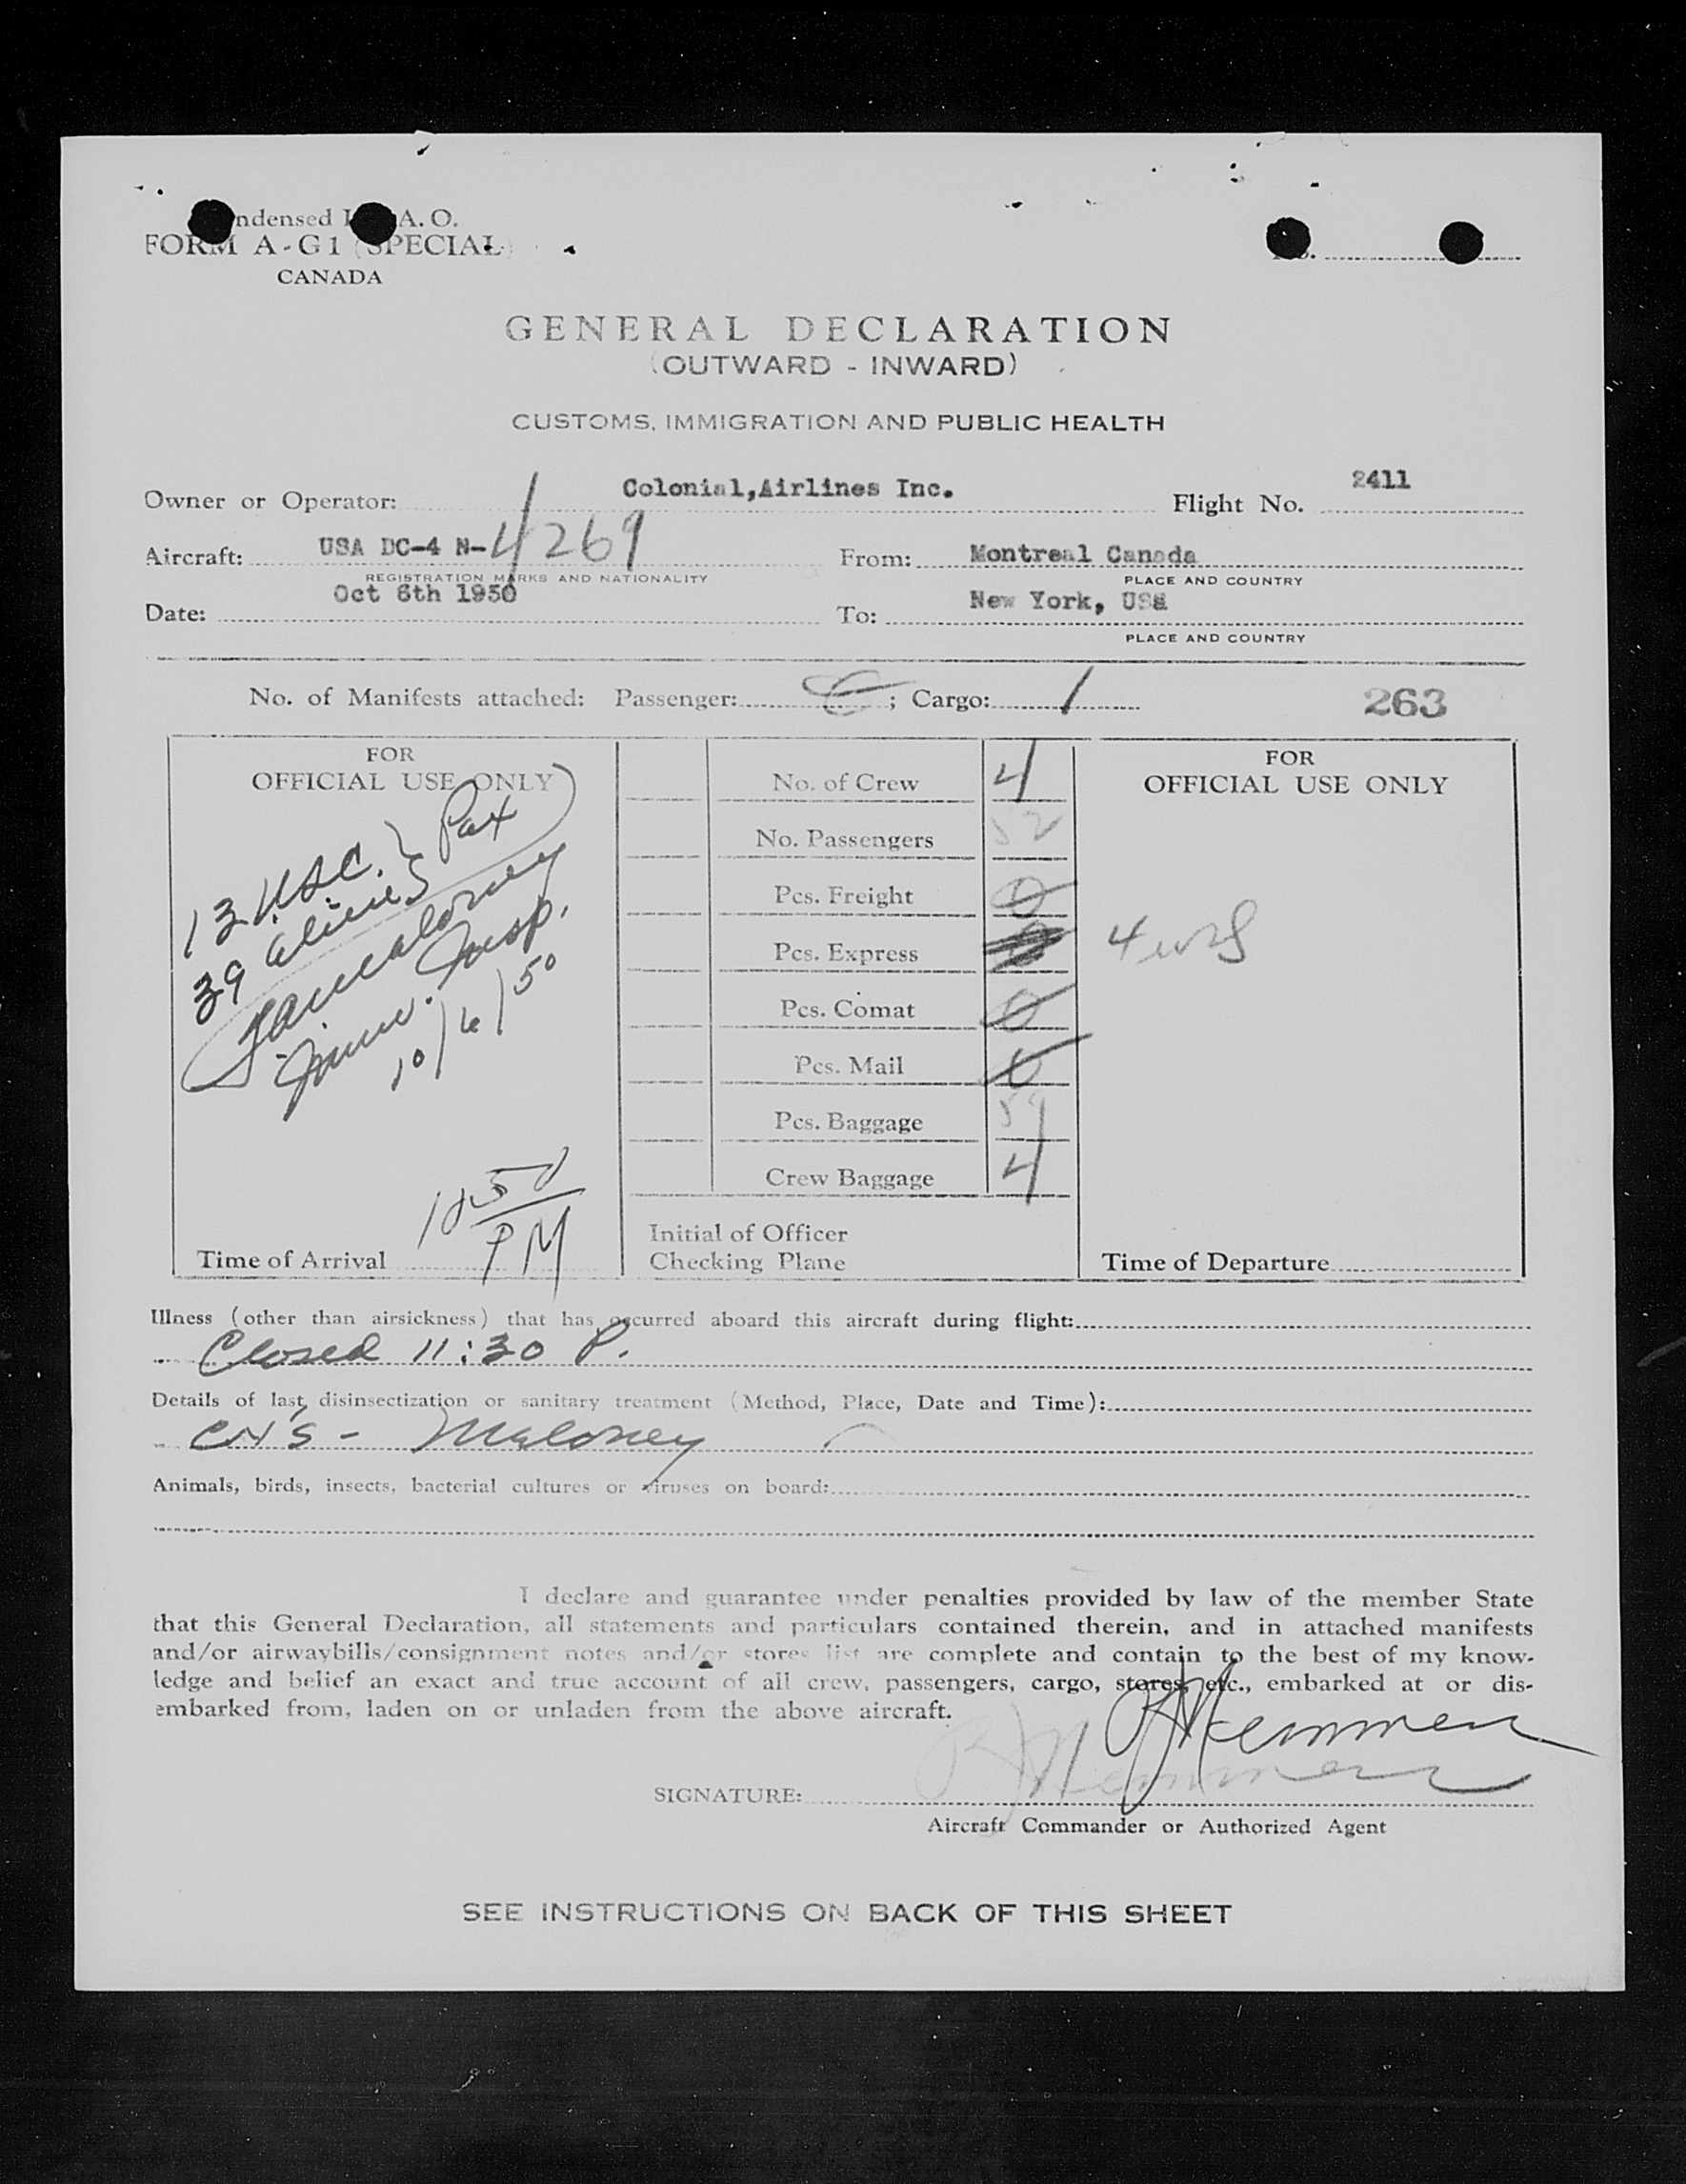 ndensed I A. O.
FORM A-G1 (SPECIAL)
CANADA
GENERAL DECLARATION
(OUTWARD - INWARD)
CUSTOMS, IMMIGRATION AND PUBLIC HEALTH
Owner or Operator: Colonial,Airlines Inc. Flight No. 2411
Aircraft: USA DC-4 N-4269 From: Montreal Canada
REGISTRATION MARKS AND NATIONALITY PLACE AND COUNTRY
Date: Oct 6th 1950 To: New York, USA
PLACE AND COUNTRY
No. of Manifests attached: Passenger: ; Cargo: 1 263
FOR
OFFICIAL USE ONLY
13 U.S.C. } Pax
39 aliens
Maloney
Imm. Insp.
10/6/50
Time of Arrival 1050 PM
No. of Crew 4
No. Passengers 52
Pcs. Freight 0
Pcs. Express 0
Pcs. Comat 0
Pcs. Mail 0
Pcs. Baggage 59
Crew Baggage 4
Initial of Officer
Checking Plane
FOR
OFFICIAL USE ONLY
4
Time of Departure
Illness (other than airsickness) that has occurred aboard this aircraft during flight:
Closed 11:30 P.
Details of last disinsectization or sanitary treatment (Method, Place, Date and Time):
Maloney
Animals, birds, insects, bacterial cultures or viruses on board:
I declare and guarantee under penalties provided by law of the member State
that this General Declaration, all statements and particulars contained therein, and in attached manifests
and/or airwaybills/consignment notes and/or stores list are complete and contain to the best of my know-
ledge and belief an exact and true account of all crew, passengers, cargo, stores, etc., embarked at or dis-
embarked from, laden on or unladen from the above aircraft.
SIGNATURE:
Aircraft Commander or Authorized Agent
SEE INSTRUCTIONS ON BACK OF THIS SHEET